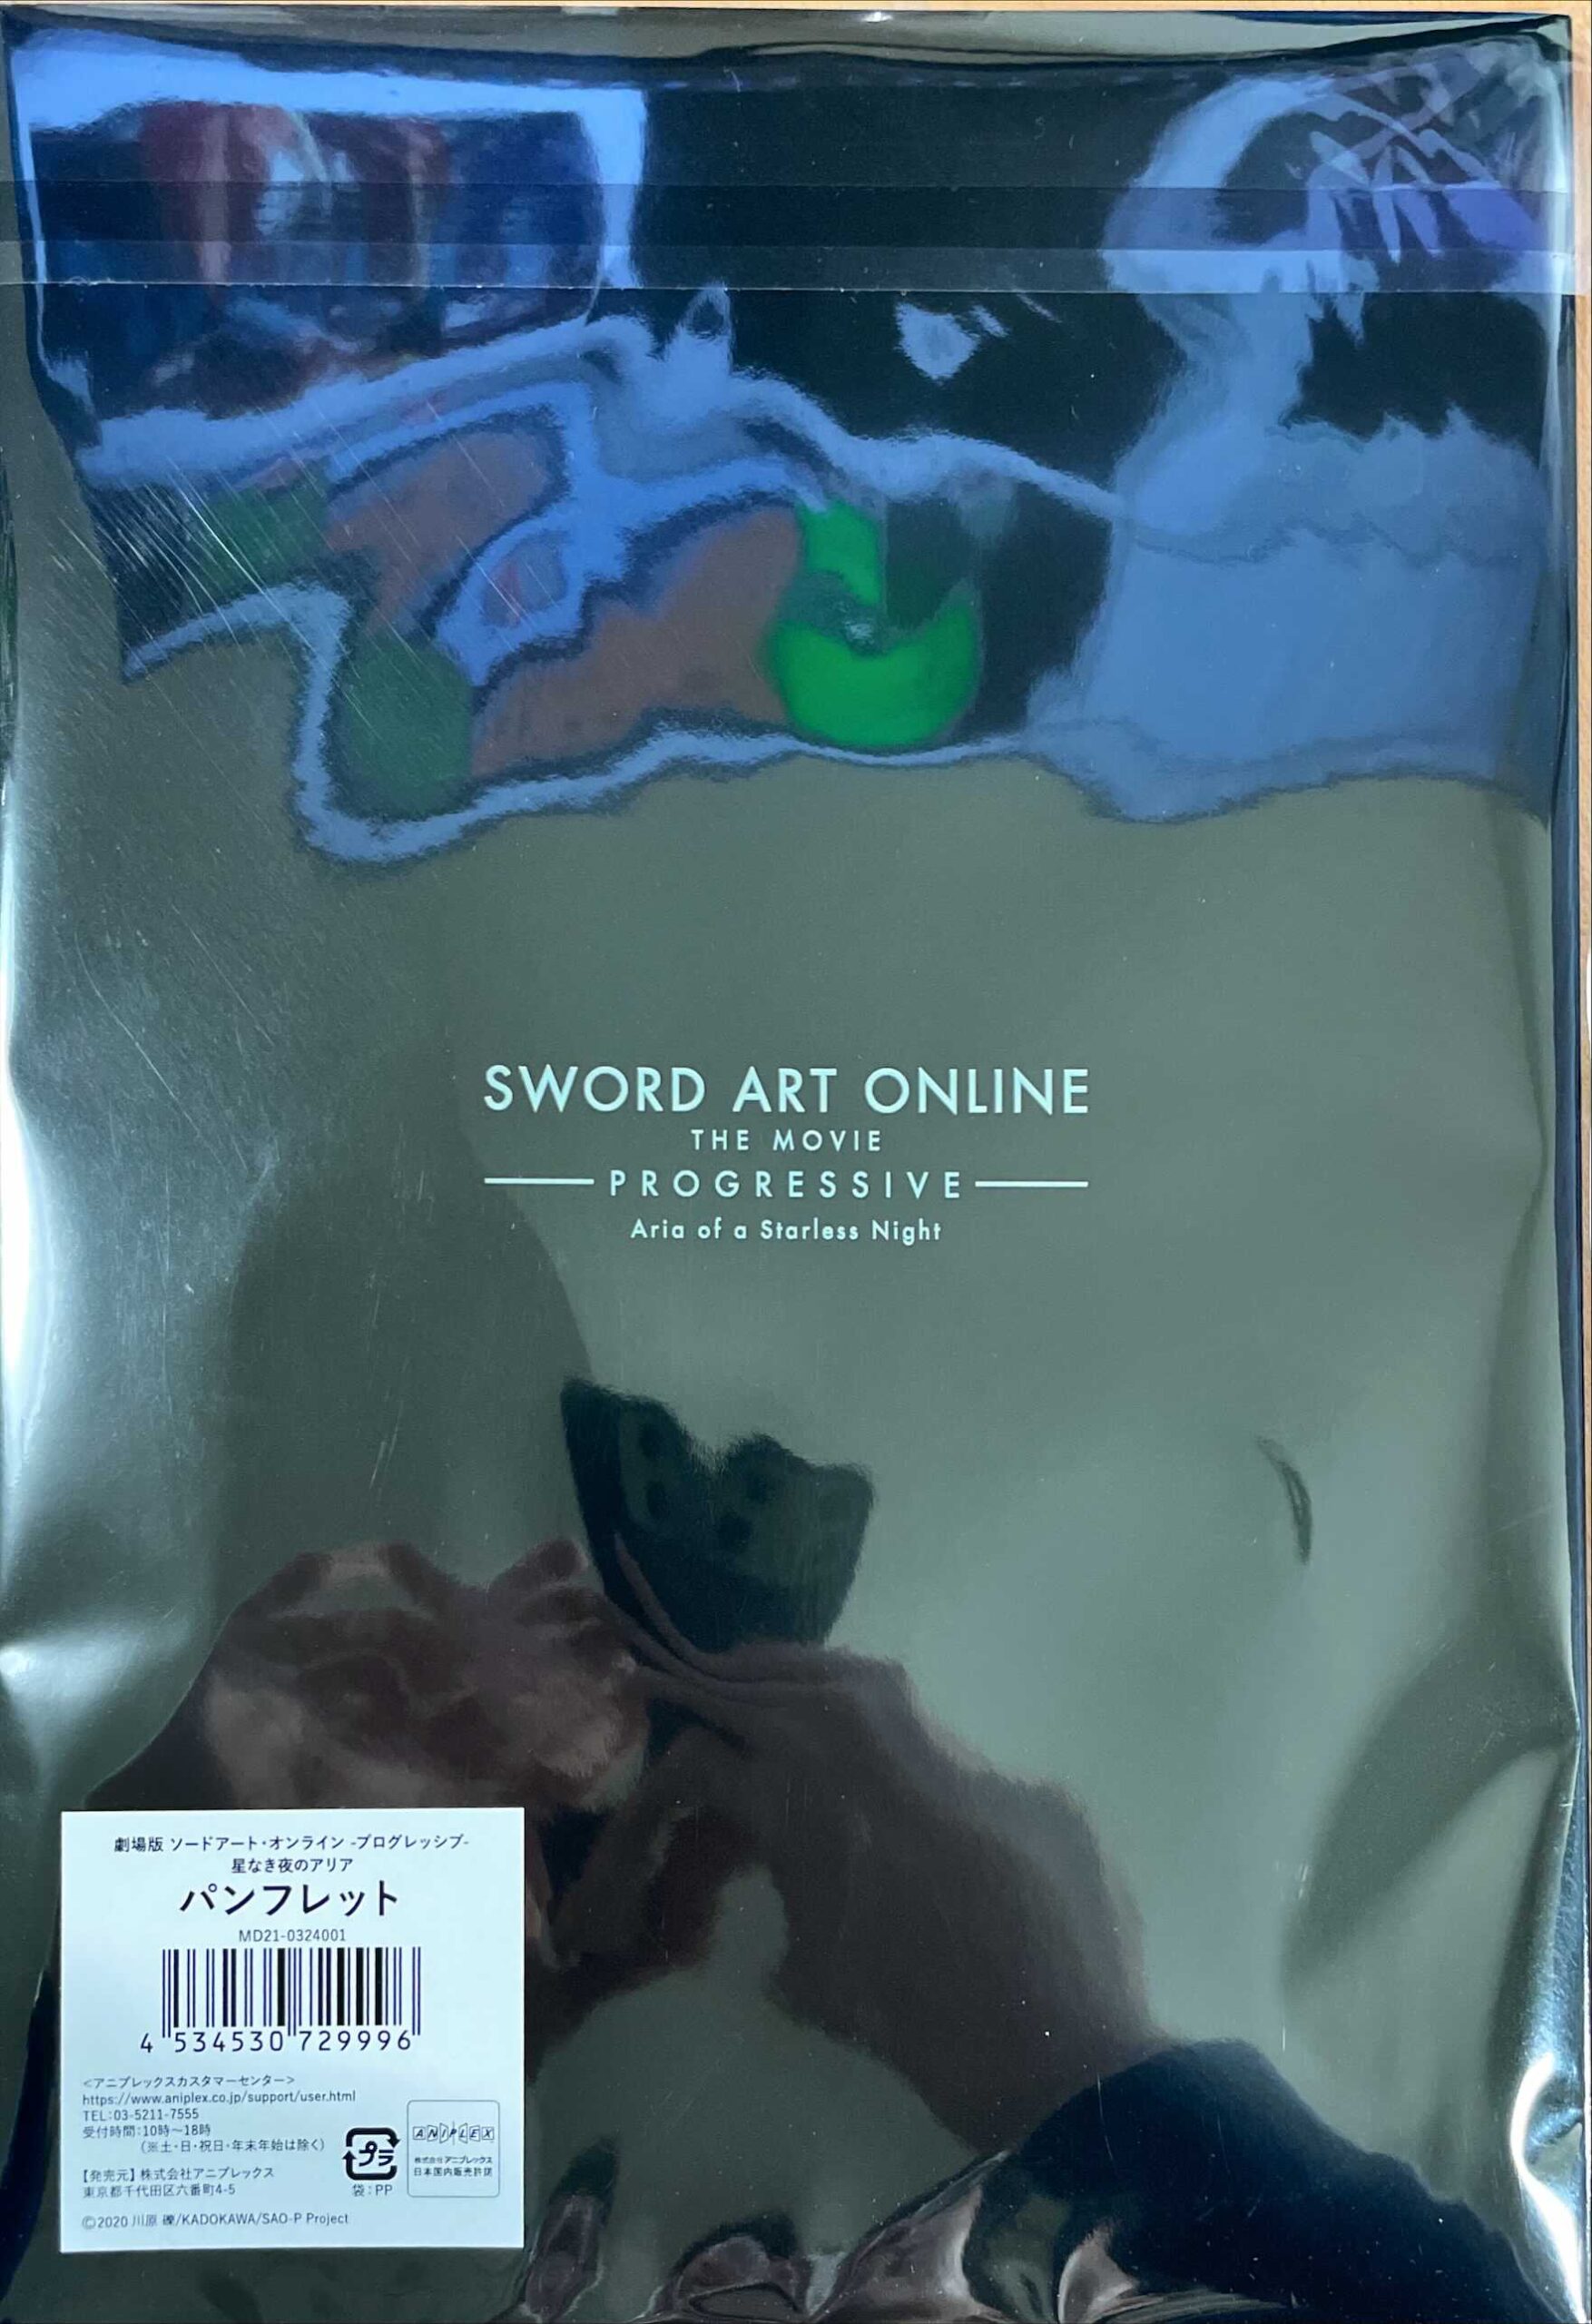 SWORD ART ONLINE
THE MOVIE
PROGRESSIVE
Aria of a Starless Night
劇場版 ソードアート・オンライン -プログレッシブ-
星なき夜のアリア
パンフレット
MD21-0324001
4 534530 729996
<アニプレックスカスタマーセンター>
https://www.aniplex.co.jp/support/user.html
TEL:03-5211-7555
受付時間:10時〜18時
(※土・日・祝日・年末年始は除く)
【発売元】株式会社アニプレックス
東京都千代田区六番町4-5
プラ
袋:PP
ANIPLEX
株式会社アニプレックス
日本国内販売許諾
©2020 川原 礫/KADOKAWA/SAO-P Project